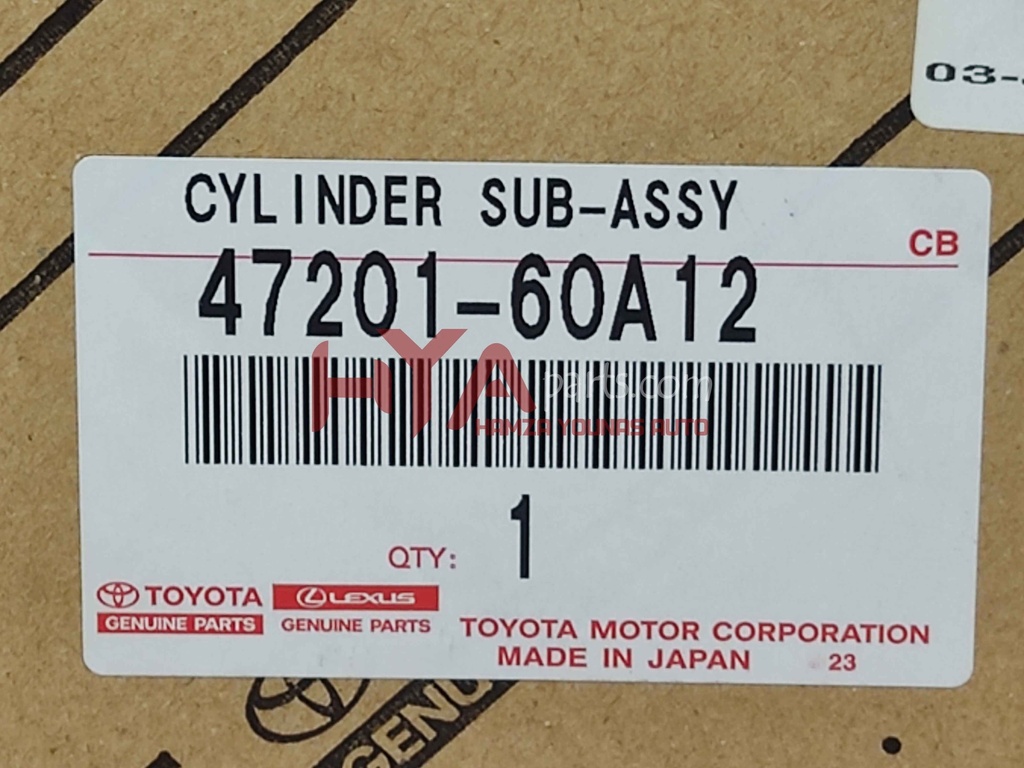 03-
CYLINDER SUB-ASSY
CB
47201-60A12
HYA parts.com
HAMZA YOUNAS AUTO
QTY: 1
TOYOTA LEXUS
GENUINE PARTS GENUINE PARTS
TOYOTA MOTOR CORPORATION
MADE IN JAPAN 23
GENU